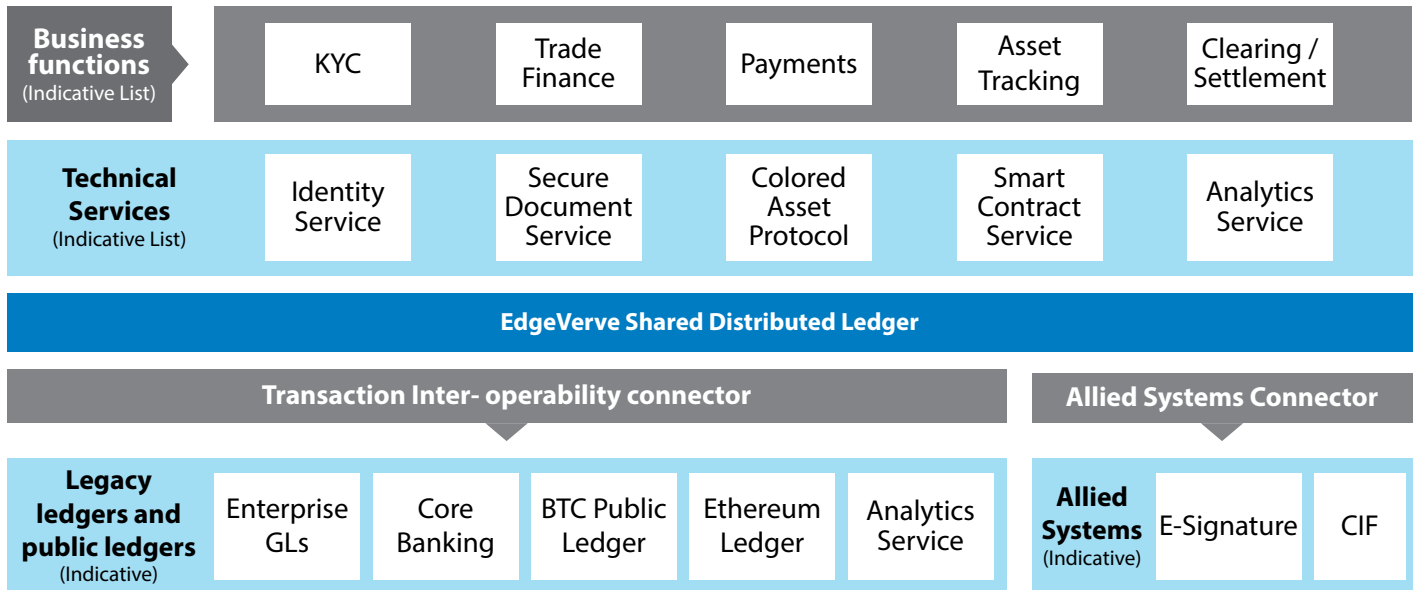 Business
functions
(Indicative List)
KYC
Trade
Finance
Payments
Asset
Tracking
Clearing /
Settlement
Technical
Services
(Indicative List)
Identity
Service
Secure
Document
Service
Colored
Asset
Protocol
Smart
Contract
Service
Analytics
Service
EdgeVerve Shared Distributed Ledger
Transaction Inter- operability connector
Allied Systems Connector
Legacy
ledgers and
public ledgers
(Indicative)
Enterprise
GLs
Core
Banking
BTC Public
Ledger
Ethereum
Ledger
Analytics
Service
Allied
Systems
(Indicative)
E-Signature
CIF